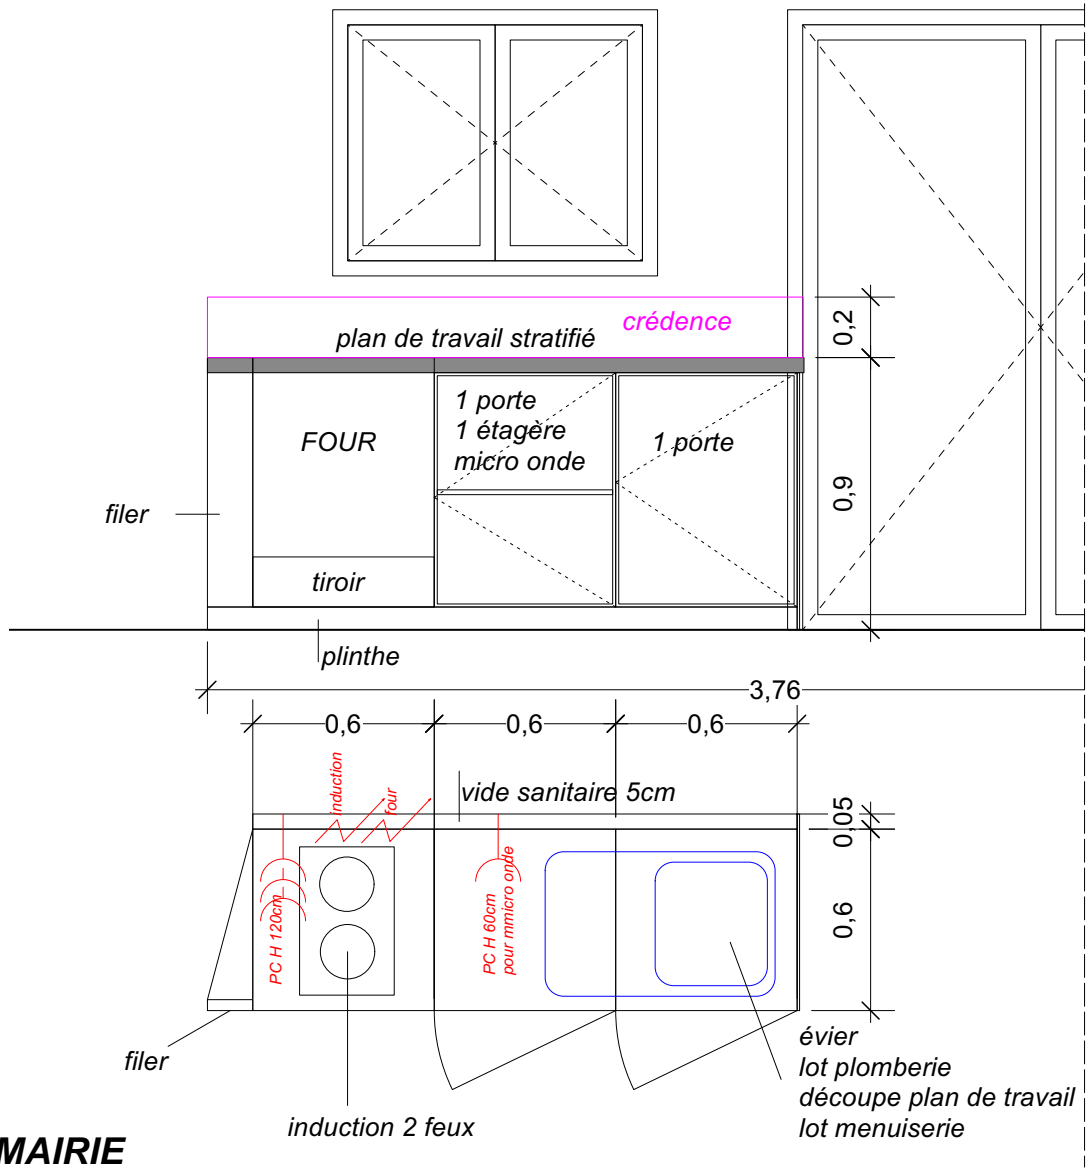 crédence
0,2
plan de travail stratifié
1 porte
1 étagère
micro onde
FOUR
1 porte
0,9
filer
tiroir
plinthe
3,76
0,6
0,6
0,6
induction
four
vide sanitaire 5cm
0,05
PC H 120cm
PC H 60cm
pour mmicro onde
0,6
filer
évier
lot plomberie
découpe plan de travail
lot menuiserie
induction 2 feux
MAIRIE